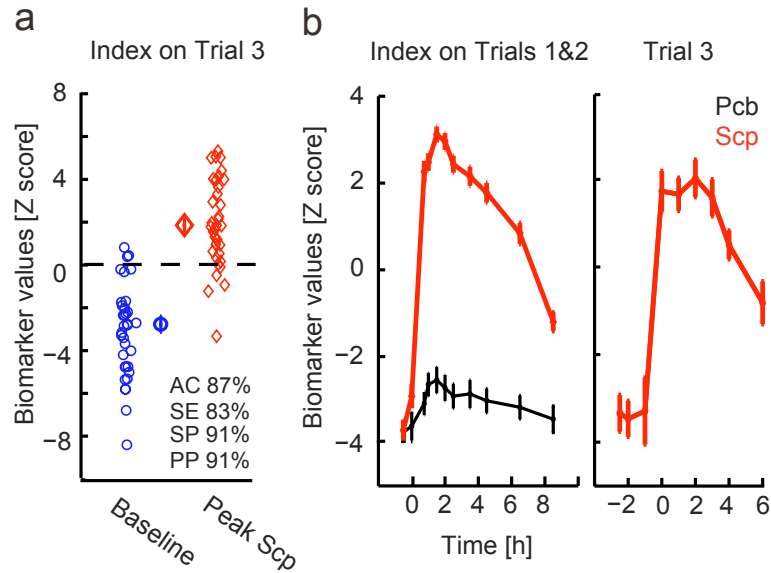 a
Index on Trial 3
Biomarker values [Z score]
8
4
0
−4
−8
AC 87%
SE 83%
SP 91%
PP 91%
Baseline
Peak Scp
b
Index on Trials 1&2
Trial 3
Biomarker values [Z score]
4
2
0
−2
−4
Pcb
Scp
0 2 4 6 8
−2 0 2 4 6
Time [h]